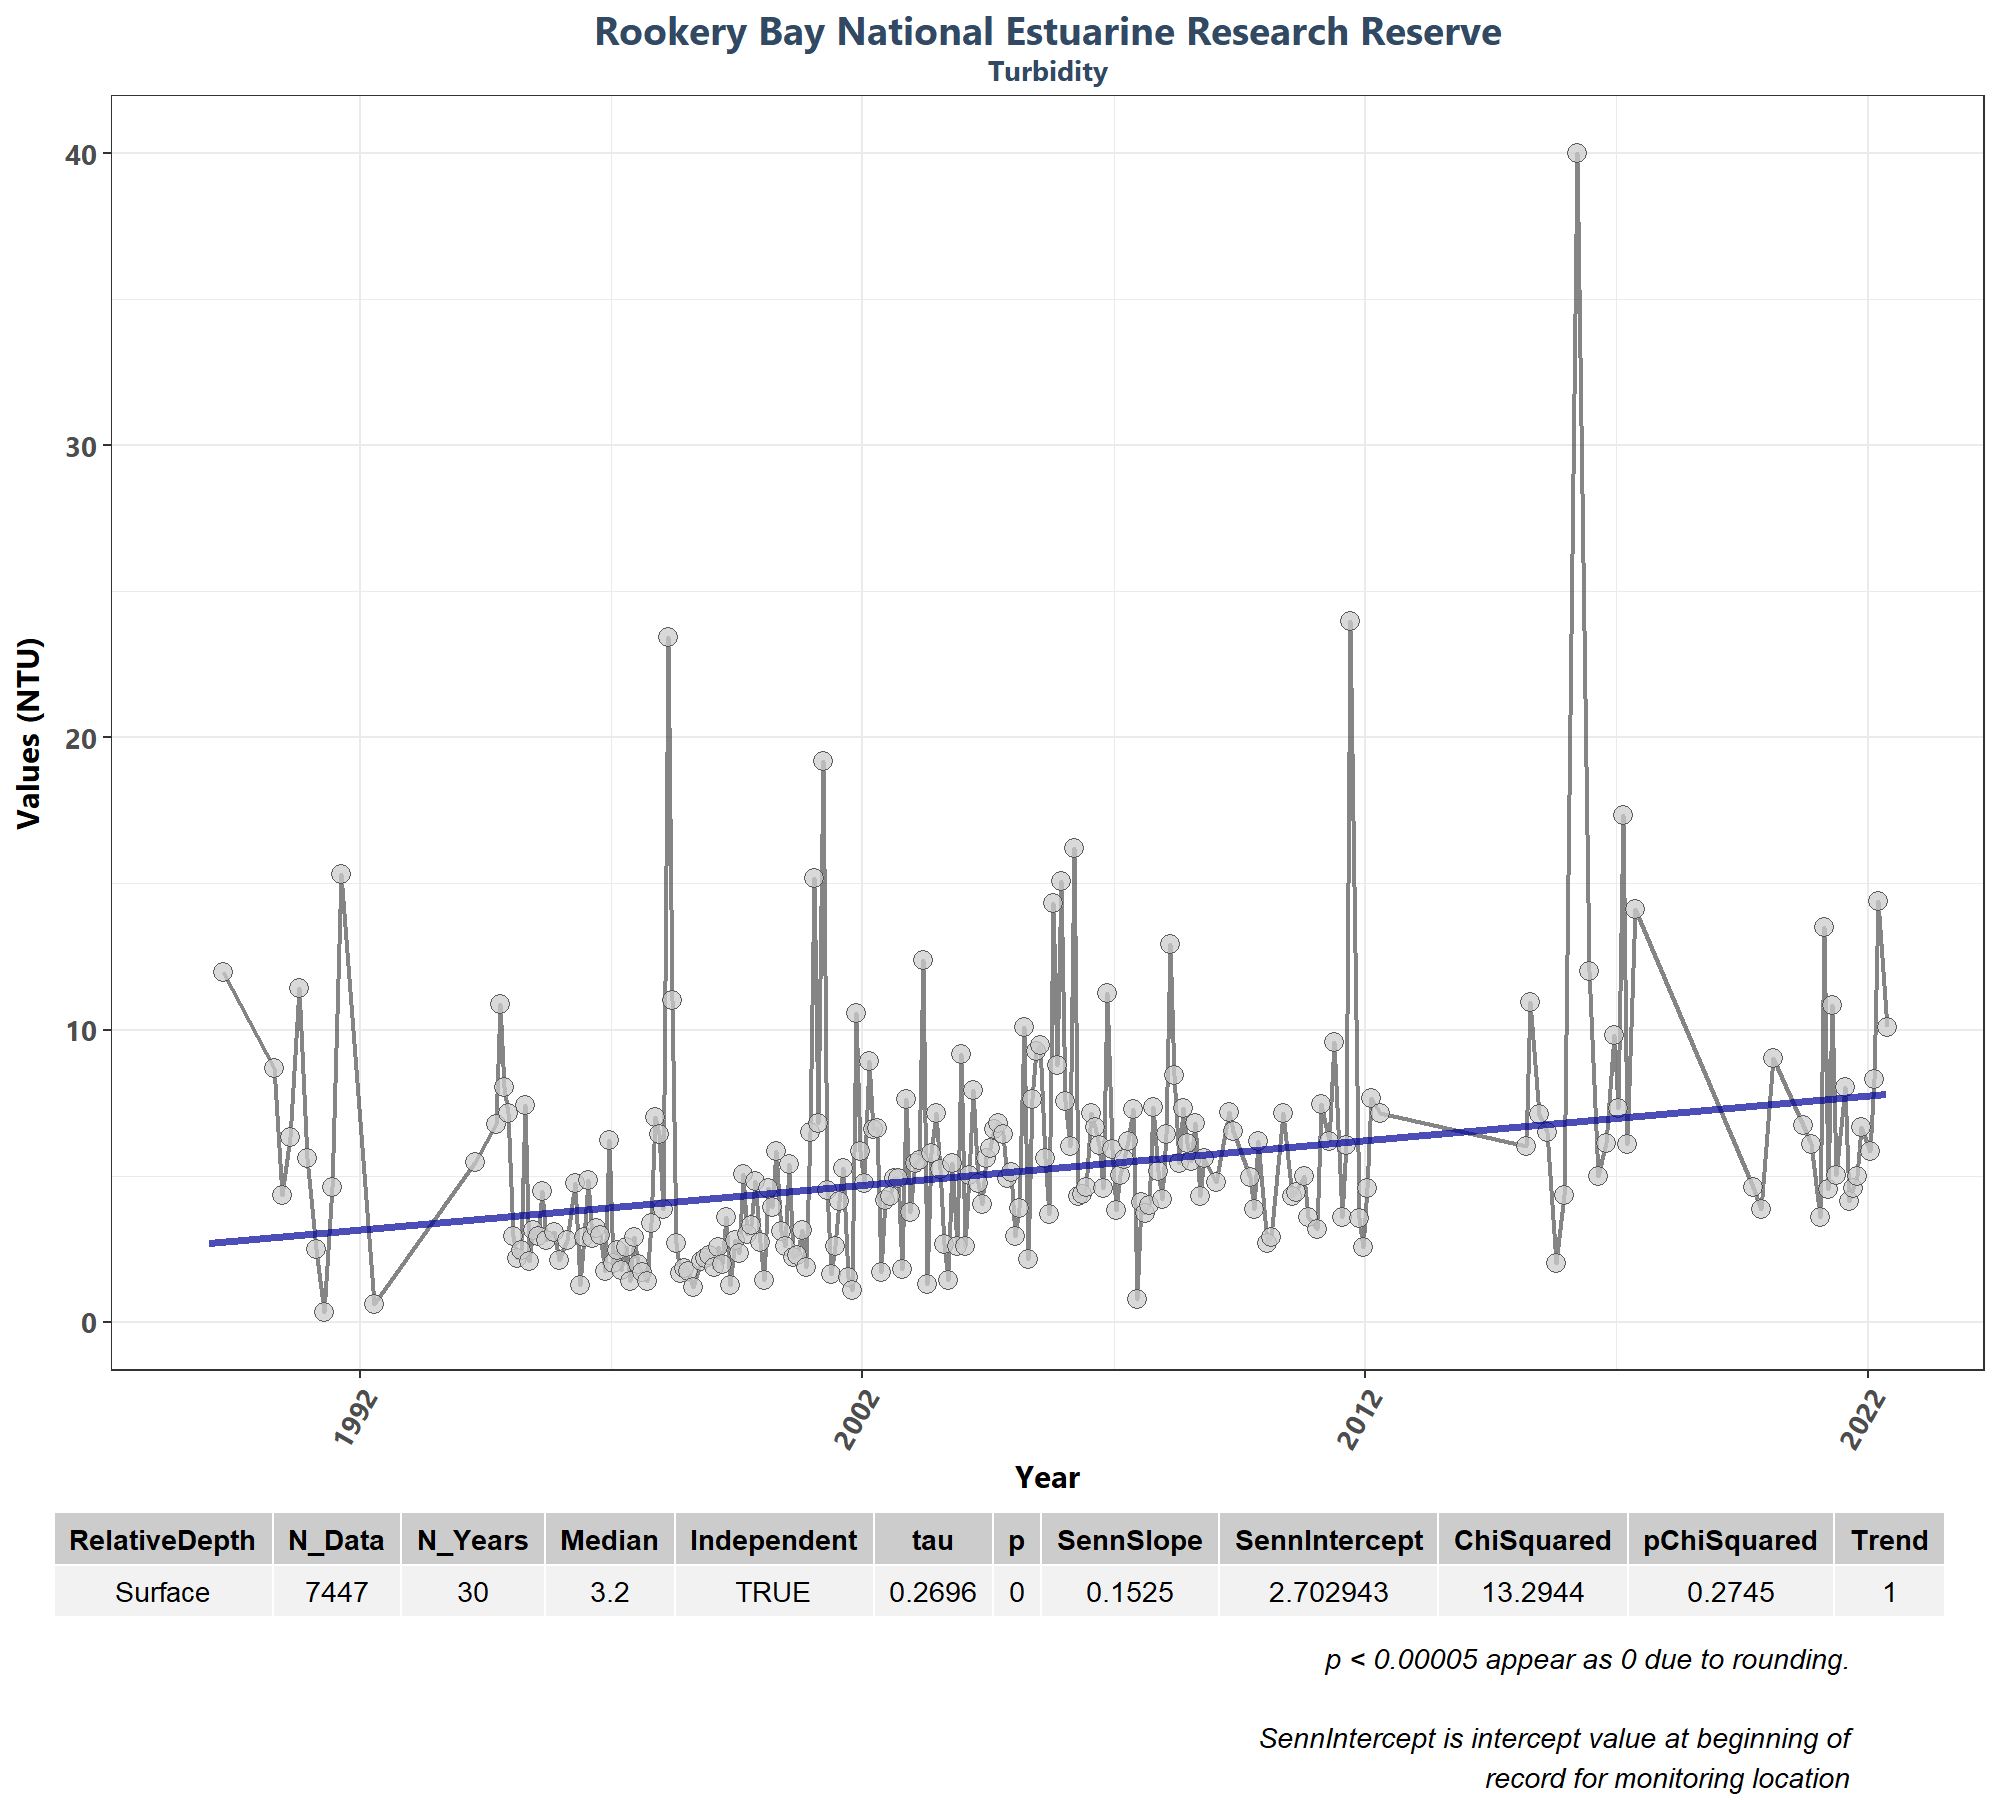 Rookery Bay National Estuarine Research Reserve
Turbidity
Values (NTU)
40
30
20
10
0
1992 2002 2012 2022
Year
RelativeDepth N_Data N_Years Median Independent tau p SennSlope SennIntercept ChiSquared pChiSquared Trend
Surface 7447 30 3.2 TRUE 0.2696 0 0.1525 2.702943 13.2944 0.2745 1
p < 0.00005 appear as 0 due to rounding.
SennIntercept is intercept value at beginning of
record for monitoring location